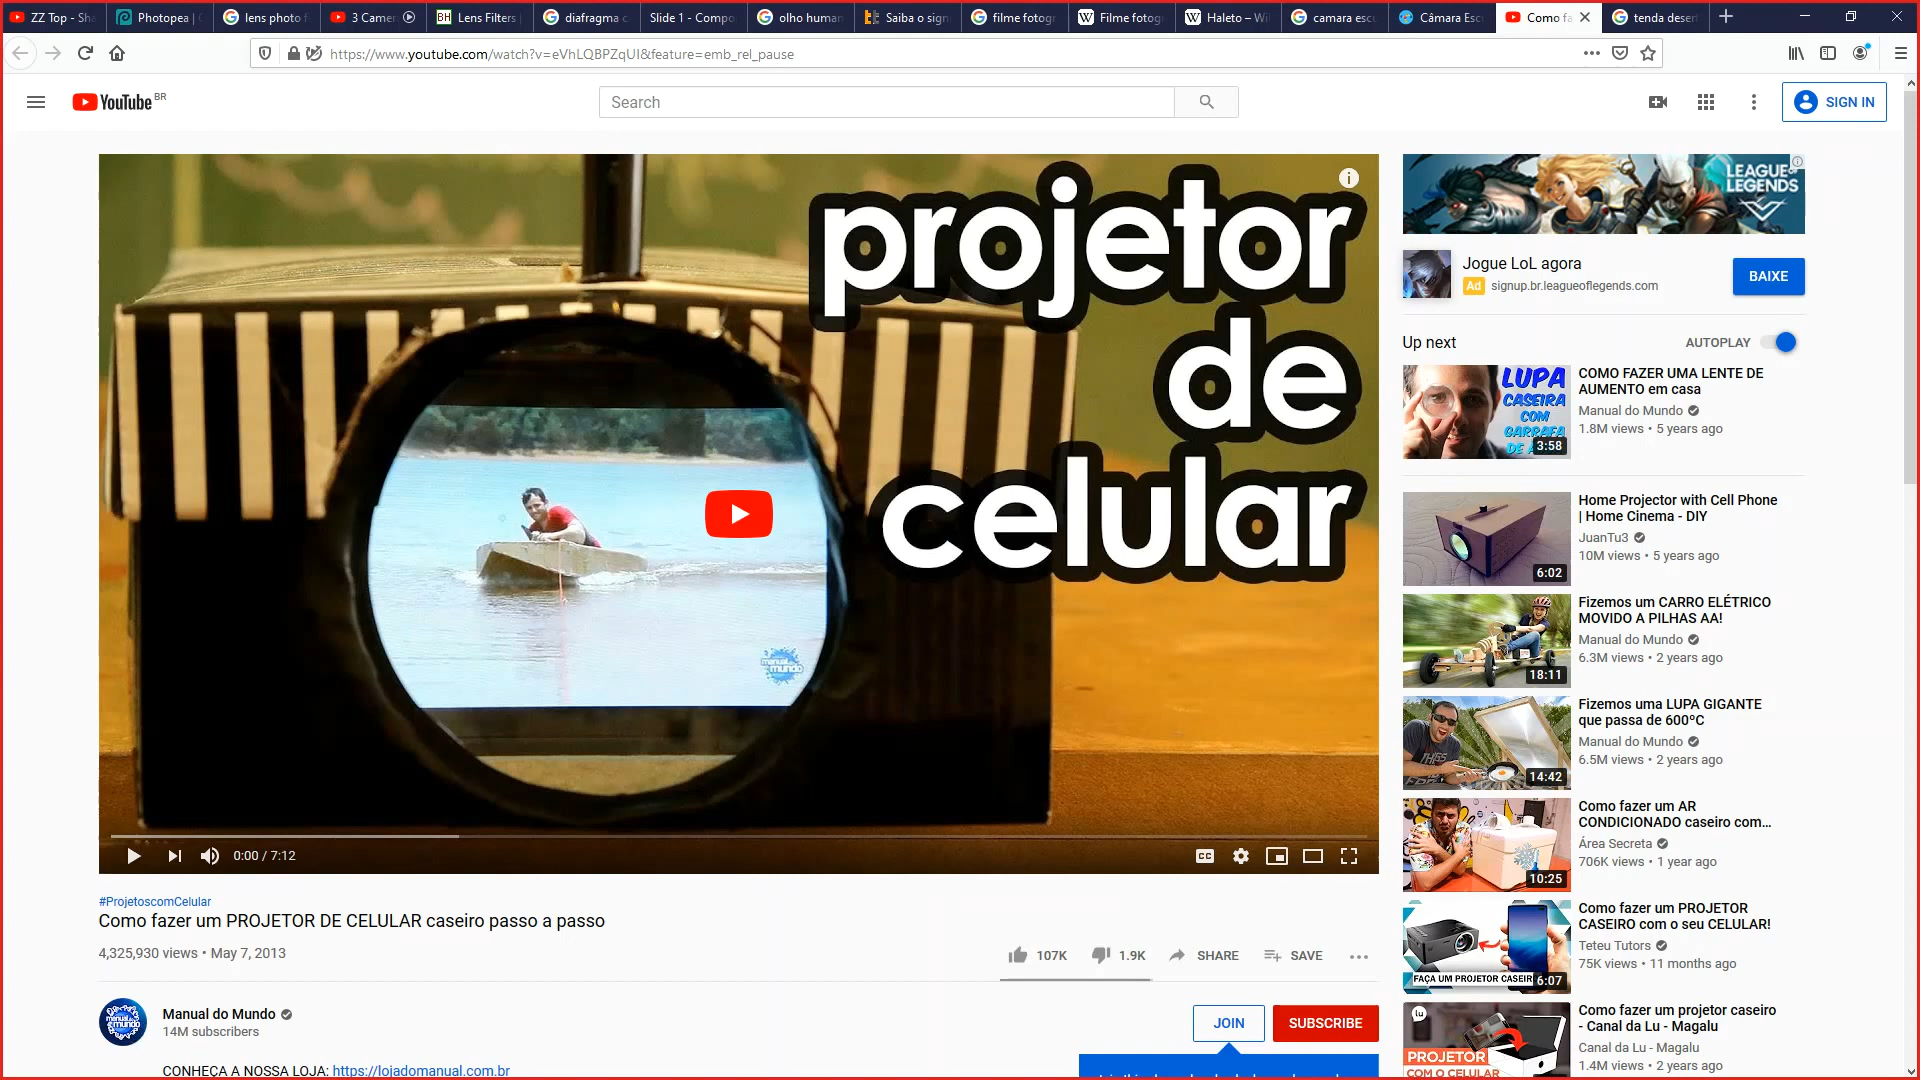 ZZ Top - Sha
Photopea |
lens photo f
3 Camer
BH Lens Filters
diafragma c
Slide 1 - Compo
olho human
Saiba o sign
filme fotogr
Filme fotog
Haleto – Wi
camara escu
Câmara Esc
Como fa
tenda desert
https://www.youtube.com/watch?v=eVhLQBPZqUI&feature=emb_rel_pause
YouTube BR
Search
SIGN IN
projetor
de
celular
manual do mundo
0:00 / 7:12
CC
#ProjetoscomCelular
Como fazer um PROJETOR DE CELULAR caseiro passo a passo
4,325,930 views • May 7, 2013
107K
1.9K
SHARE
SAVE
manual do mundo
Manual do Mundo
14M subscribers
JOIN
SUBSCRIBE
CONHEÇA A NOSSA LOJA: https://lojadomanual.com.br
LEAGUE OF
LEGENDS
Jogue LoL agora
Ad signup.br.leagueoflegends.com
BAIXE
Up next
AUTOPLAY
LUPA
CASEIRA
COM
GARRAFA
DE
3:58
COMO FAZER UMA LENTE DE
AUMENTO em casa
Manual do Mundo
1.8M views • 5 years ago
6:02
Home Projector with Cell Phone
| Home Cinema - DIY
JuanTu3
10M views • 5 years ago
18:11
Fizemos um CARRO ELÉTRICO
MOVIDO A PILHAS AA!
Manual do Mundo
6.3M views • 2 years ago
14:42
Fizemos uma LUPA GIGANTE
que passa de 600ºC
Manual do Mundo
6.5M views • 2 years ago
10:25
Como fazer um AR
CONDICIONADO caseiro com...
Área Secreta
706K views • 1 year ago
FAÇA UM PROJETOR CASEIR
6:07
Como fazer um PROJETOR
CASEIRO com o seu CELULAR!
Teteu Tutors
75K views • 11 months ago
lu
PROJETOR
COM O CELULAR
Como fazer um projetor caseiro
- Canal da Lu - Magalu
Canal da Lu - Magalu
1.4M views • 2 years ago